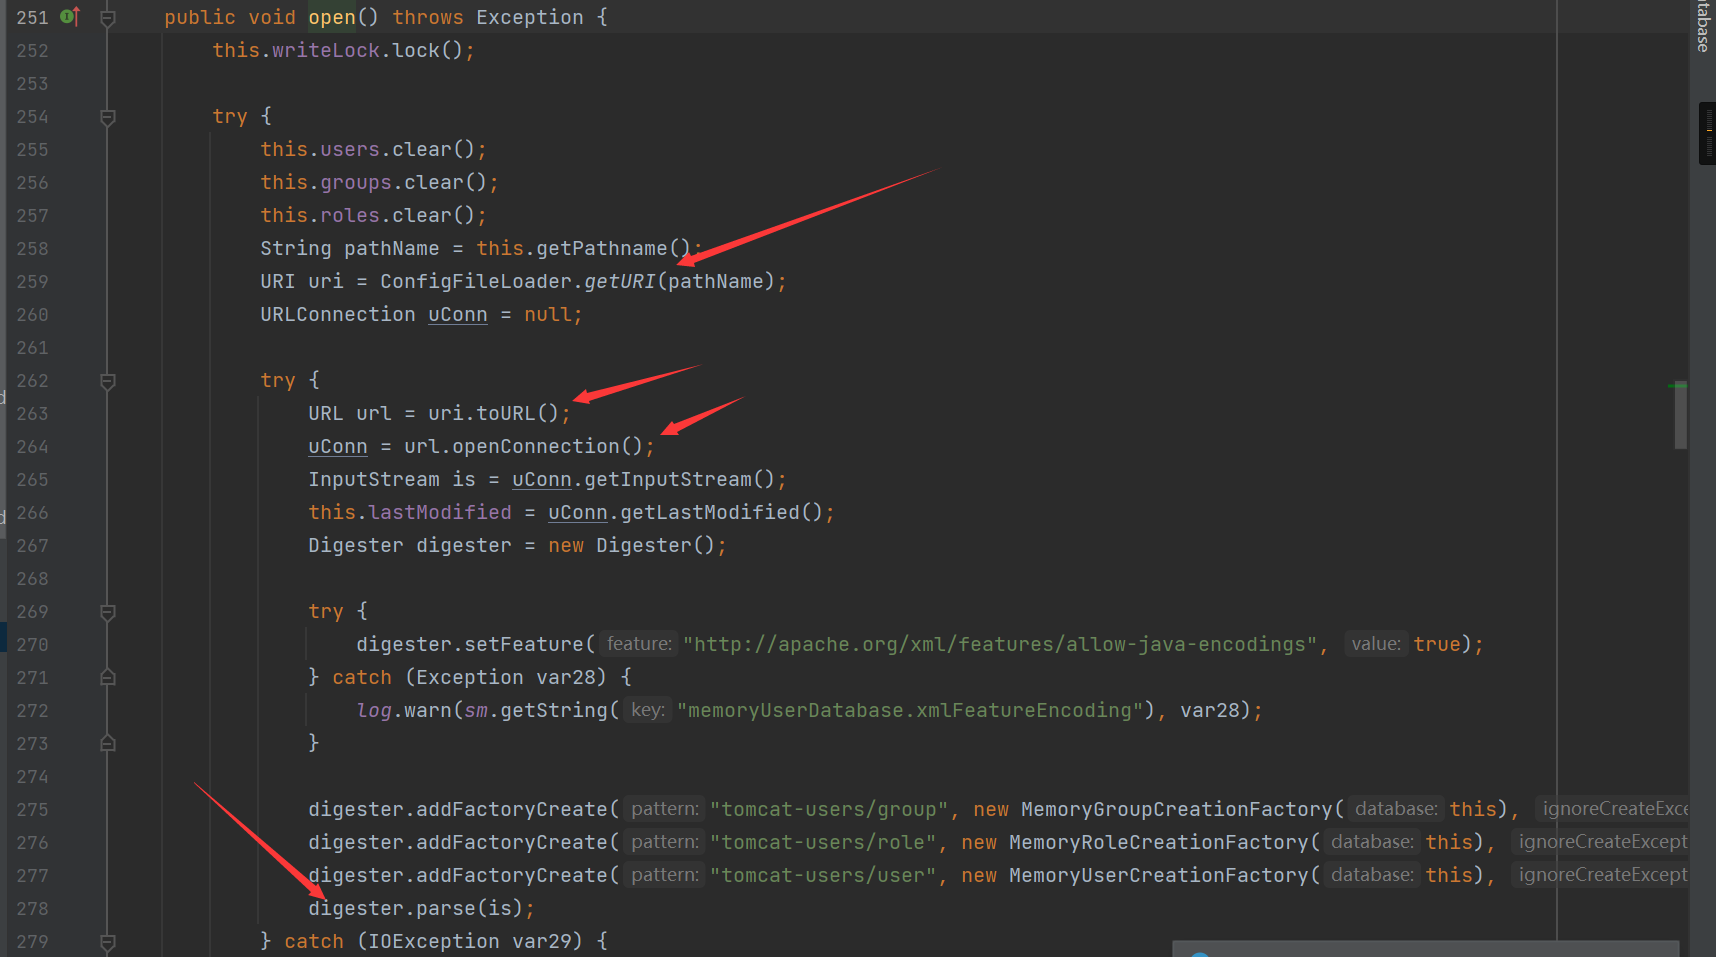 251 public void open() throws Exception {
252 this.writeLock.lock();
253
254 try {
255 this.users.clear();
256 this.groups.clear();
257 this.roles.clear();
258 String pathName = this.getPathname();
259 URI uri = ConfigFileLoader.getURI(pathName);
260 URLConnection uConn = null;
261
262 try {
263 URL url = uri.toURL();
264 uConn = url.openConnection();
265 InputStream is = uConn.getInputStream();
266 this.lastModified = uConn.getLastModified();
267 Digester digester = new Digester();
268
269 try {
270 digester.setFeature( feature: "http://apache.org/xml/features/allow-java-encodings", value: true);
271 } catch (Exception var28) {
272 log.warn(sm.getString( key: "memoryUserDatabase.xmlFeatureEncoding"), var28);
273 }
274
275 digester.addFactoryCreate( pattern: "tomcat-users/group", new MemoryGroupCreationFactory( database: this), ignoreCreateExce
276 digester.addFactoryCreate( pattern: "tomcat-users/role", new MemoryRoleCreationFactory( database: this), ignoreCreateExcept
277 digester.addFactoryCreate( pattern: "tomcat-users/user", new MemoryUserCreationFactory( database: this), ignoreCreateExcept
278 digester.parse(is);
279 } catch (IOException var29) {
tabase